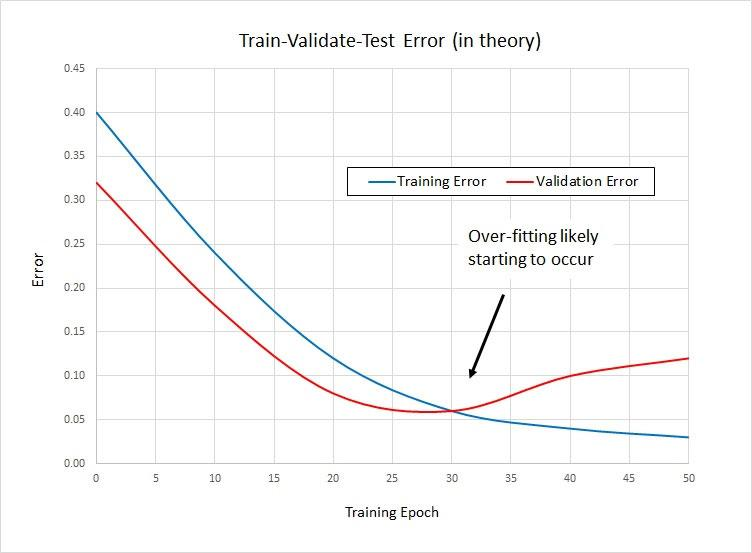 Train-Validate-Test Error (in theory)
0.45
0.40
0.35
0.30
0.25
0.20
0.15
0.10
0.05
0.00
Error
Training Error Validation Error
Over-fitting likely
starting to occur
0 5 10 15 20 25 30 35 40 45 50
Training Epoch